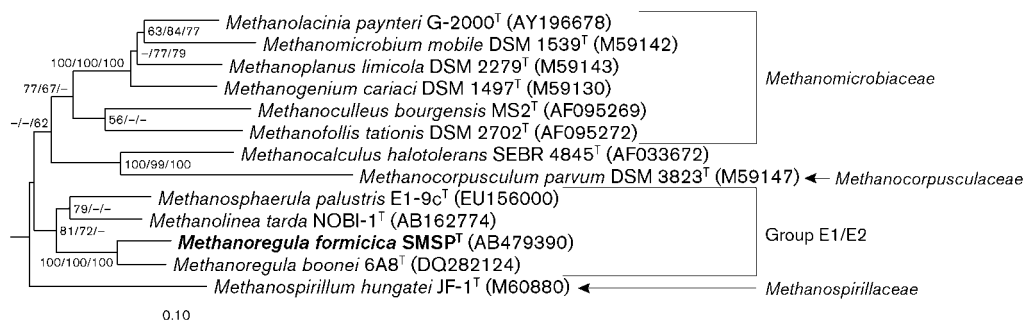 Methanolacinia paynteri G-2000T (AY196678)
63/84/77
Methanomicrobium mobile DSM 1539T (M59142)
–/77/79
Methanoplanus limicola DSM 2279T (M59143)
100/100/100
Methanomicrobiaceae
Methanogenium cariaci DSM 1497T (M59130)
77/67/–
Methanoculleus bourgensis MS2T (AF095269)
56/–/–
–/–/62
Methanofollis tationis DSM 2702T (AF095272)
Methanocalculus halotolerans SEBR 4845T (AF033672)
100/99/100
Methanocorpusculum parvum DSM 3823T (M59147)
Methanocorpusculaceae
Methanosphaerula palustris E1-9cT (EU156000)
79/–/–
Methanolinea tarda NOBI-1T (AB162774)
81/72/–
Group E1/E2
Methanoregula formicica SMSPT (AB479390)
100/100/100
Methanoregula boonei 6A8T (DQ282124)
Methanospirillum hungatei JF-1T (M60880)
Methanospirillaceae
0.10